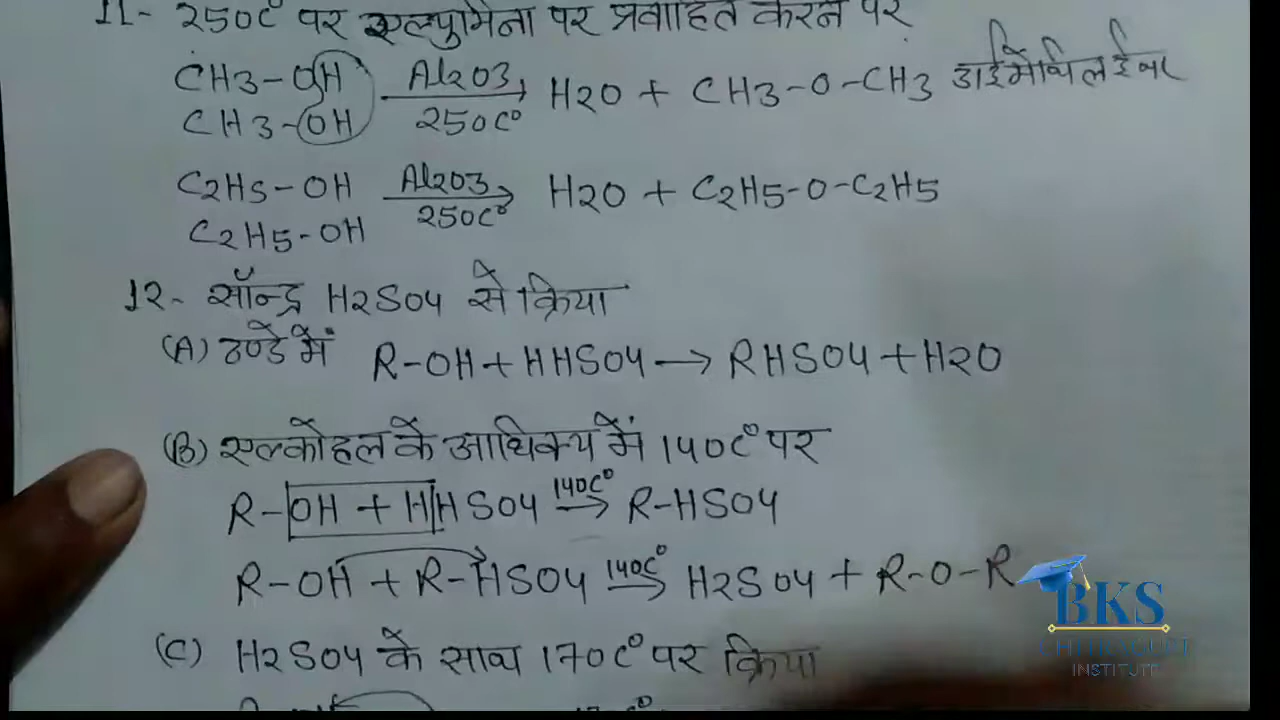 11- 250C° पर एल्युमिना पर प्रवाहित करने पर
CH3-OH Al2O3 H2O + CH3-O-CH3 डाईमेथिल ईथर
CH3-OH 250C°
C2H5-OH Al2O3 H2O + C2H5-O-C2H5
C2H5-OH 250C°
12- सॉन्द्र H2SO4 से क्रिया
(A) ठण्डे में R-OH + HHSO4 → RHSO4 + H2O
(B) एल्कोहल के आधिक्य में 140C° पर
R-OH + HHSO4 140C° → R-HSO4
R-OH + R-HSO4 140C° → H2SO4 + R-O-R
(C) H2SO4 के साथ 170C° पर क्रिया
BKS
CHITRAGUPT
INSTITUTE